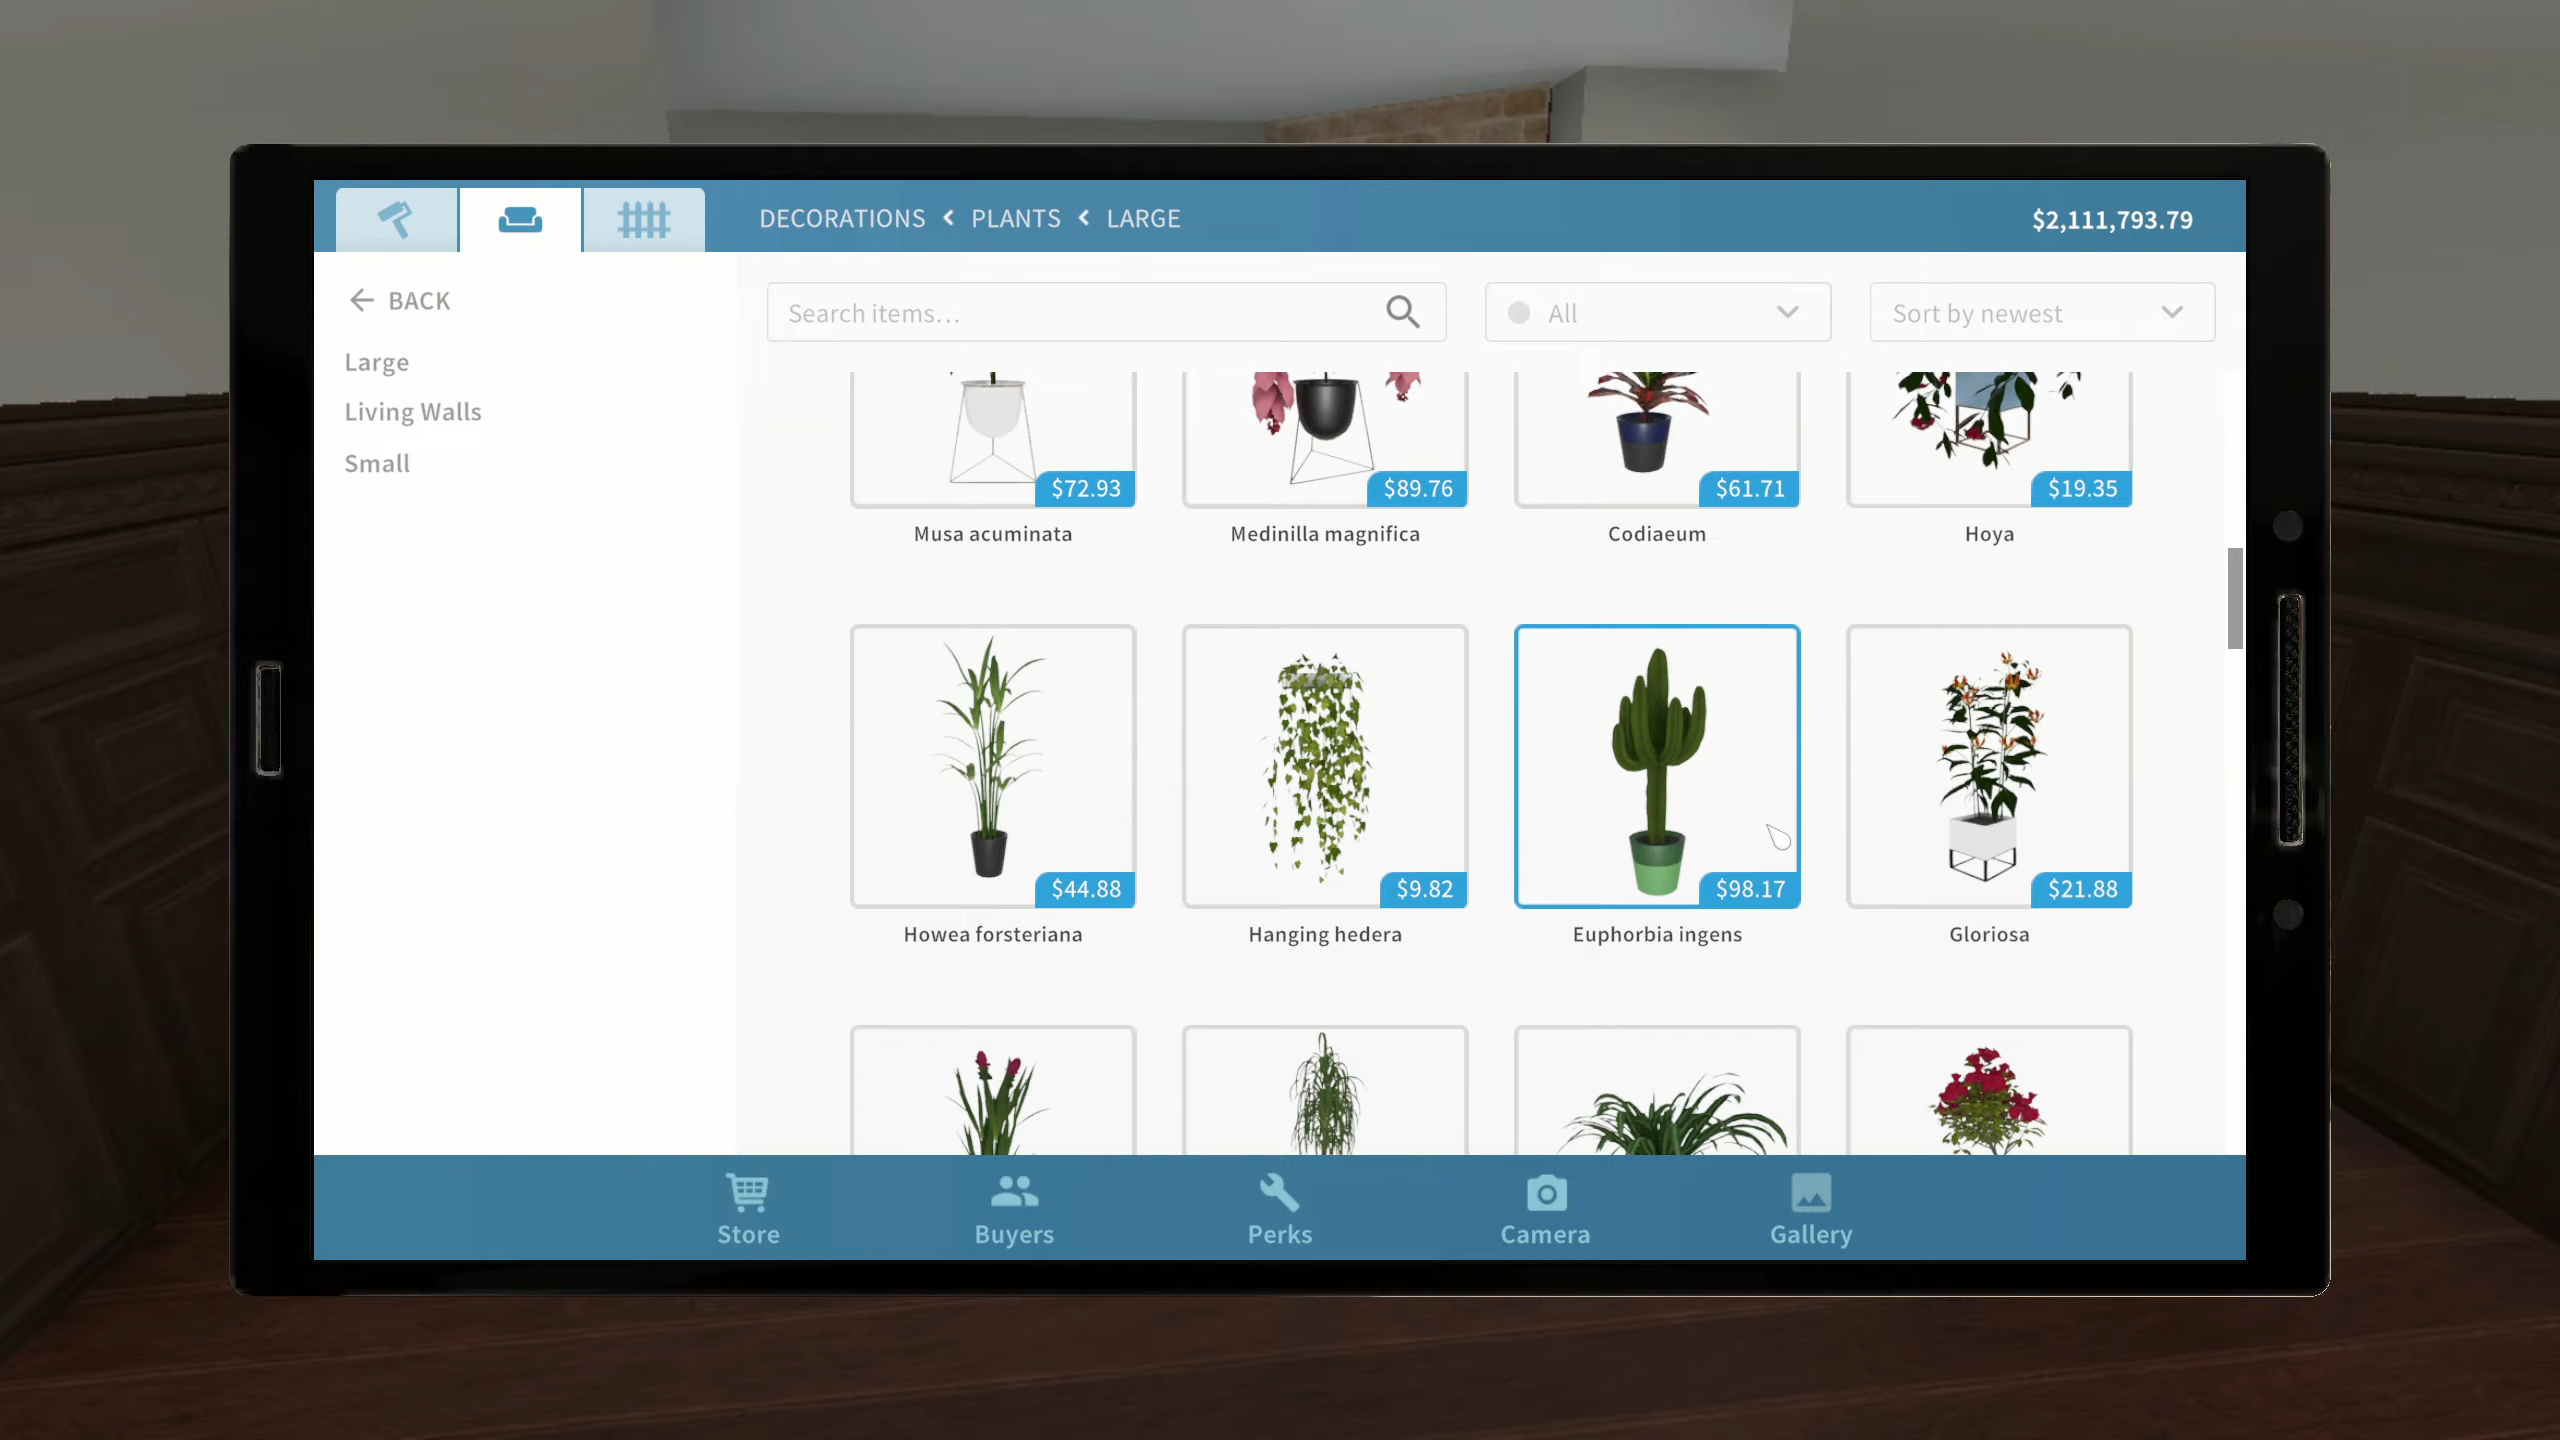 DECORATIONS < PLANTS < LARGE
$2,111,793.79
BACK
Large
Living Walls
Small
Search items...
All
Sort by newest
$72.93
$89.76
$61.71
$19.35
Musa acuminata
Medinilla magnifica
Codiaeum
Hoya
$44.88
$9.82
$98.17
$21.88
Howea forsteriana
Hanging hedera
Euphorbia ingens
Gloriosa
Store
Buyers
Perks
Camera
Gallery